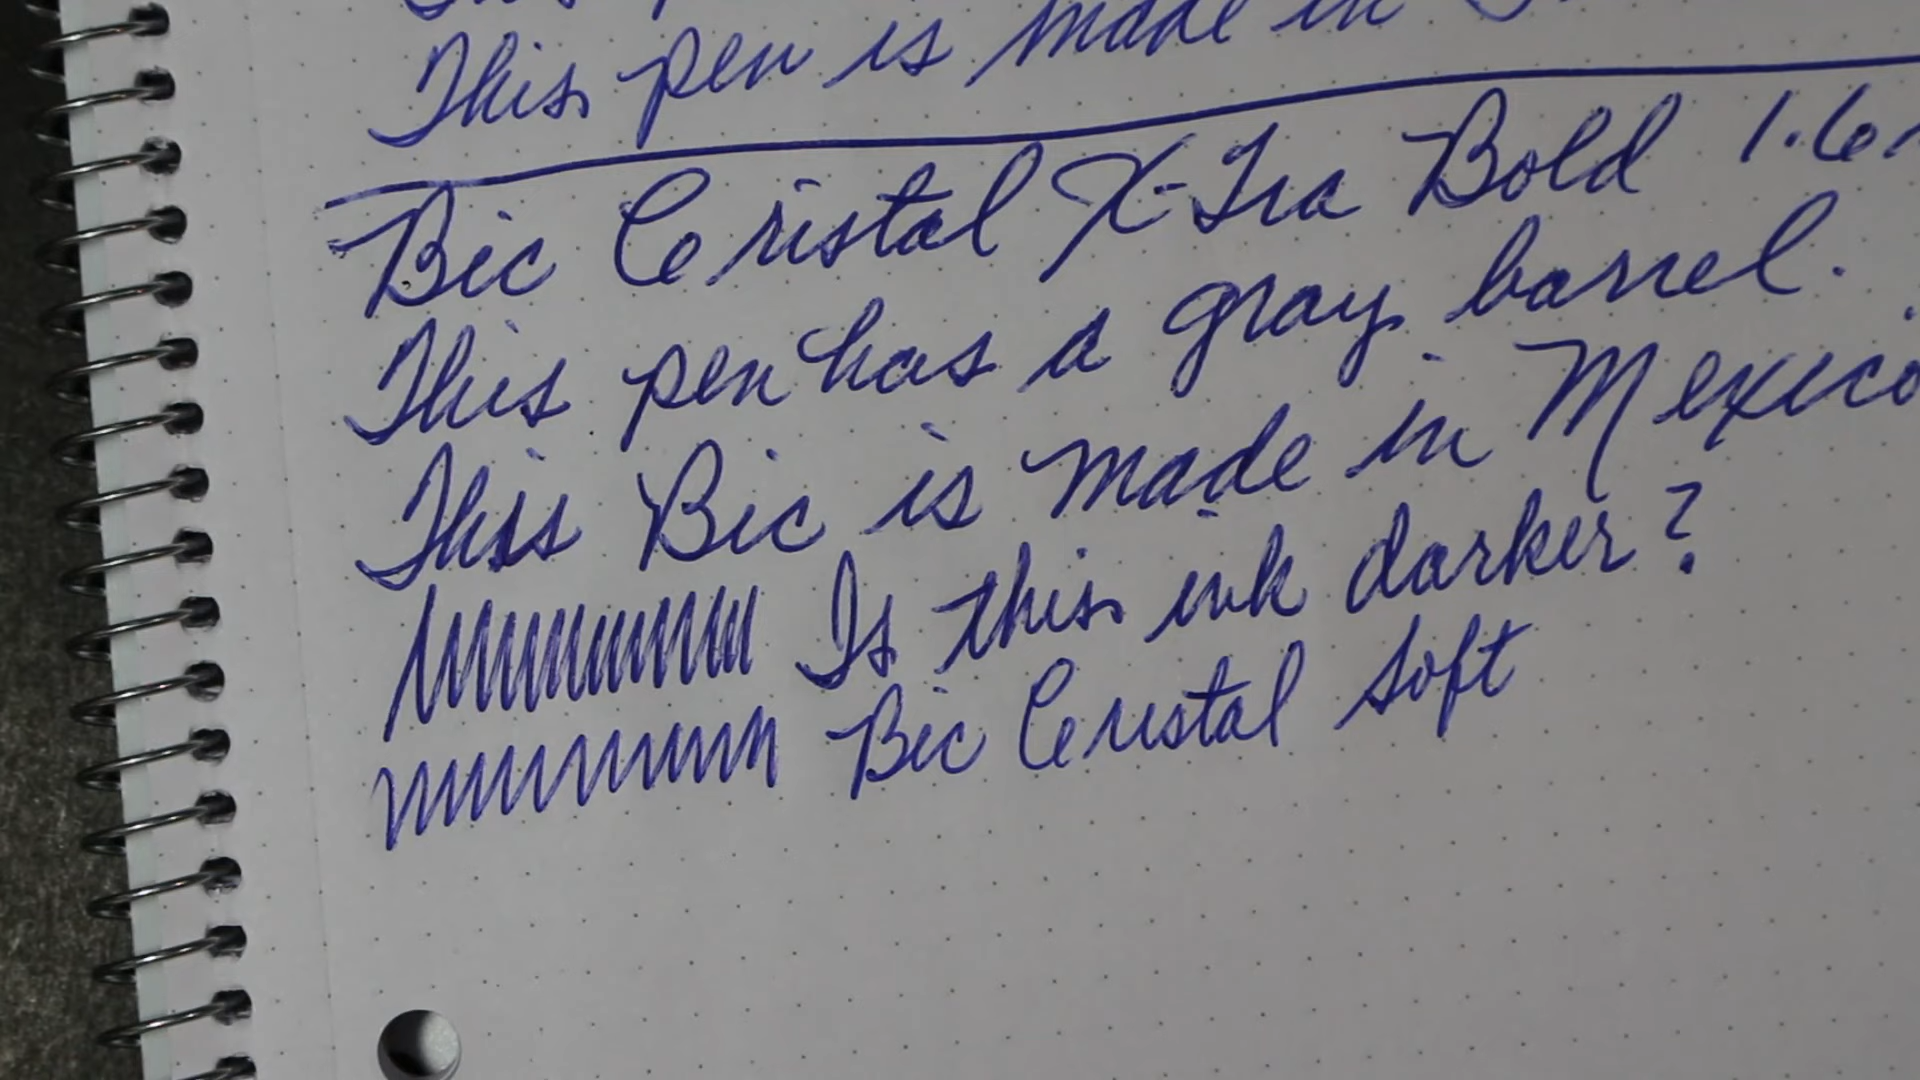 This pen is made in
Bic Cristal X-Tra Bold 1.6
This pen has a gray barrel.
This Bic is made in Mexico
Is this ink darker?
Bic Cristal Soft